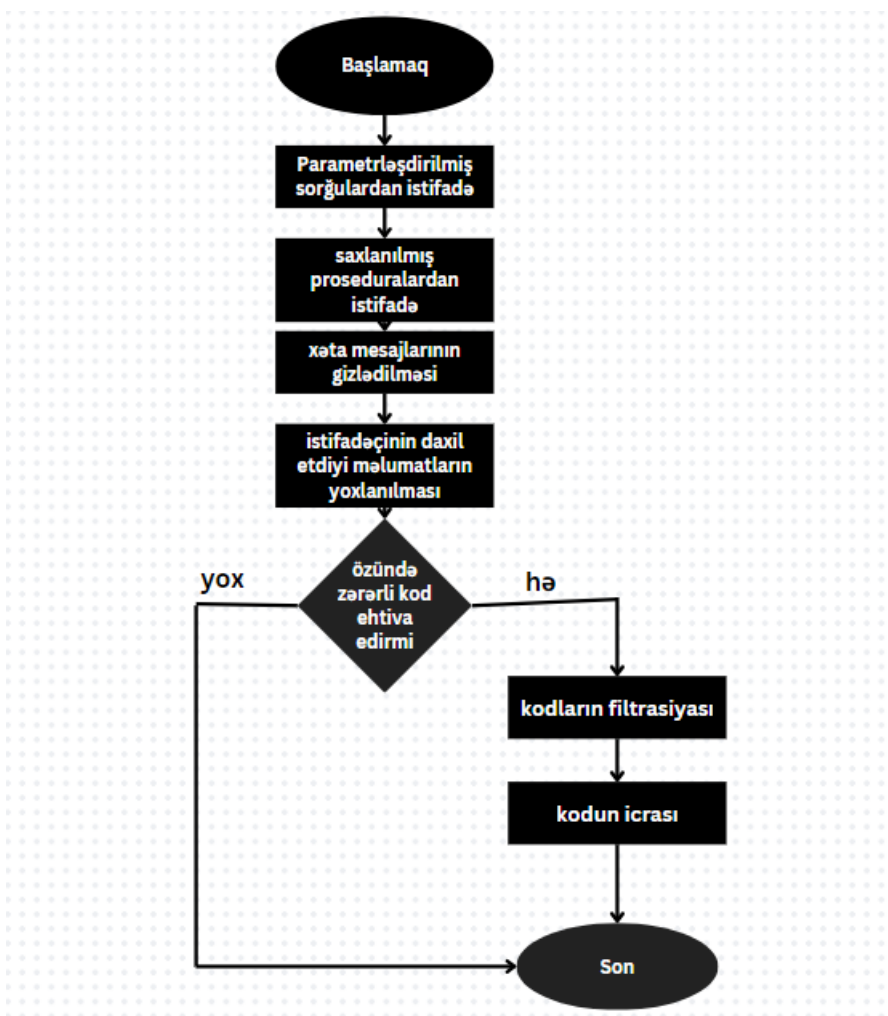 Başlamaq
Parametrləşdirilmiş
sorğulardan istifadə
saxlanılmış
proseduralardan
istifadə
xəta mesajlarının
gizlədilməsi
istifadəçinin daxil
etdiyi məlumatların
yoxlanılması
özündə
zərərli kod
ehtiva
edirmi
yox
hə
kodların filtrasiyası
kodun icrası
Son